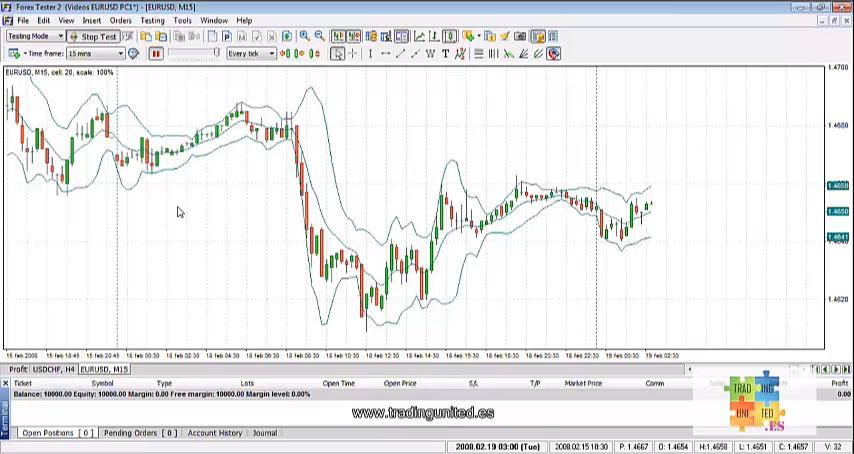 Forex Tester 2 (Videos EURUSD PC1*) - [EURUSD, M15]
File Edit View Insert Orders Testing Tools Window Help
Testing Mode Stop Test
Time frame: 15 mins Every tick
EURUSD, M15, cell: 20, scale: 100%
1.4700
1.4680
1.4659
1.4650
1.4641
1.4620
15 feb 2008 15 feb 18:45 15 feb 20:45 18 feb 00:30 18 feb 02:30 18 feb 04:30 18 feb 06:30 18 feb 08:30 18 feb 10:30 18 feb 12:30 18 feb 14:30 18 feb 16:30 18 feb 18:30 18 feb 20:30 18 feb 22:30 19 feb 00:30 19 feb 02:30
Profit USDCHF, H4 EURUSD, M15
Ticket Symbol Type Lots Open Time Open Price S/L T/P Market Price Comm Profit
Balance: 10000.00 Equity: 10000.00 Margin: 0.00 Free margin: 10000.00 Margin level: 0.00% 0.00
Terminal
TRAD ING
UNI TED
.ES
www.tradingunited.es
Open Positions [ 0 ] Pending Orders [ 0 ] Account History Journal
2008.02.19 03:00 (Tue) 2008.02.15 10:30 P: 1.4667 O: 1.4654 H: 1.4658 L: 1.4651 C: 1.4657 V: 32